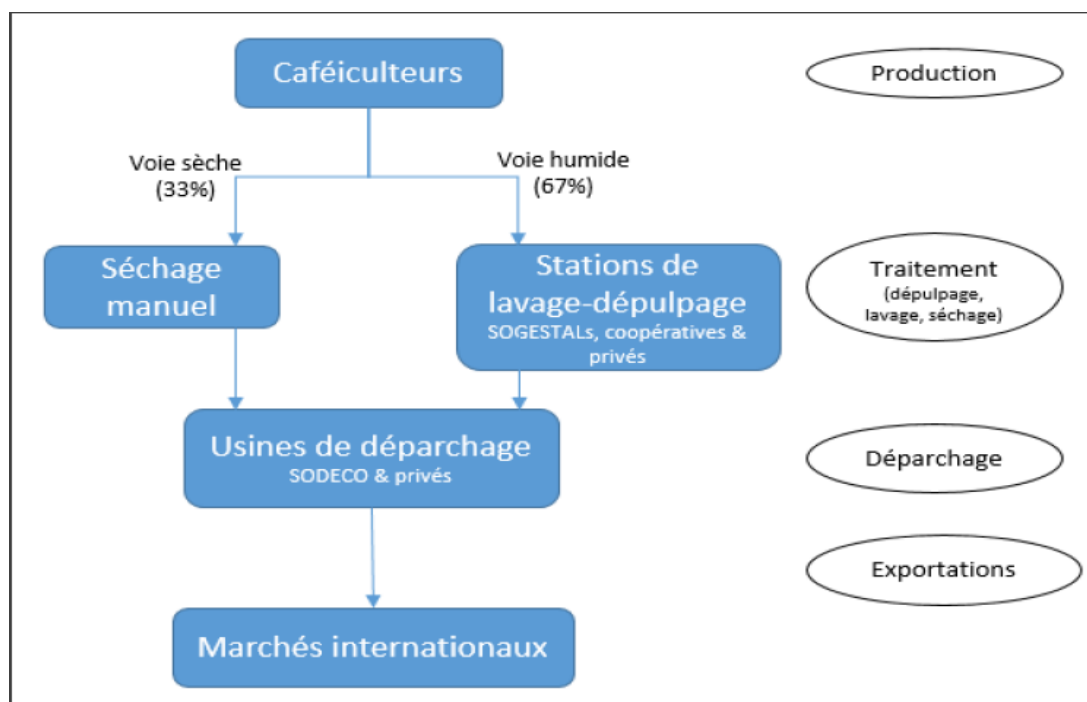 Caféiculteurs
Production
Voie sèche
(33%)
Voie humide
(67%)
Séchage
manuel
Stations de
lavage-dépulpage
SOGESTALs, coopératives &
privés
Traitement
(dépulpage,
lavage, séchage)
Usines de déparchage
SODECO & privés
Déparchage
Exportations
Marchés internationaux